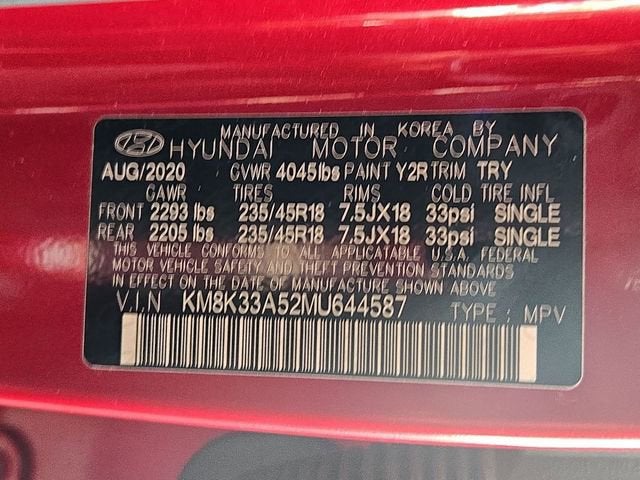 MANUFACTURED IN KOREA BY
HYUNDAI MOTOR COMPANY
AUG/2020 GVWR 4045lbs PAINT Y2R TRIM TRY
GAWR TIRES RIMS COLD TIRE INFL
FRONT 2293 lbs 235/45R18 7.5JX18 33psi SINGLE
REAR 2205 lbs 235/45R18 7.5JX18 33psi SINGLE
THIS VEHICLE CONFORMS TO ALL APPLICABLE U.S.A. FEDERAL
MOTOR VEHICLE SAFETY AND THEFT PREVENTION STANDARDS
IN EFFECT ON THE DATE OF MANUFACTURE SHOWN ABOVE
V.I.N KM8K33A52MU644587 TYPE : MPV